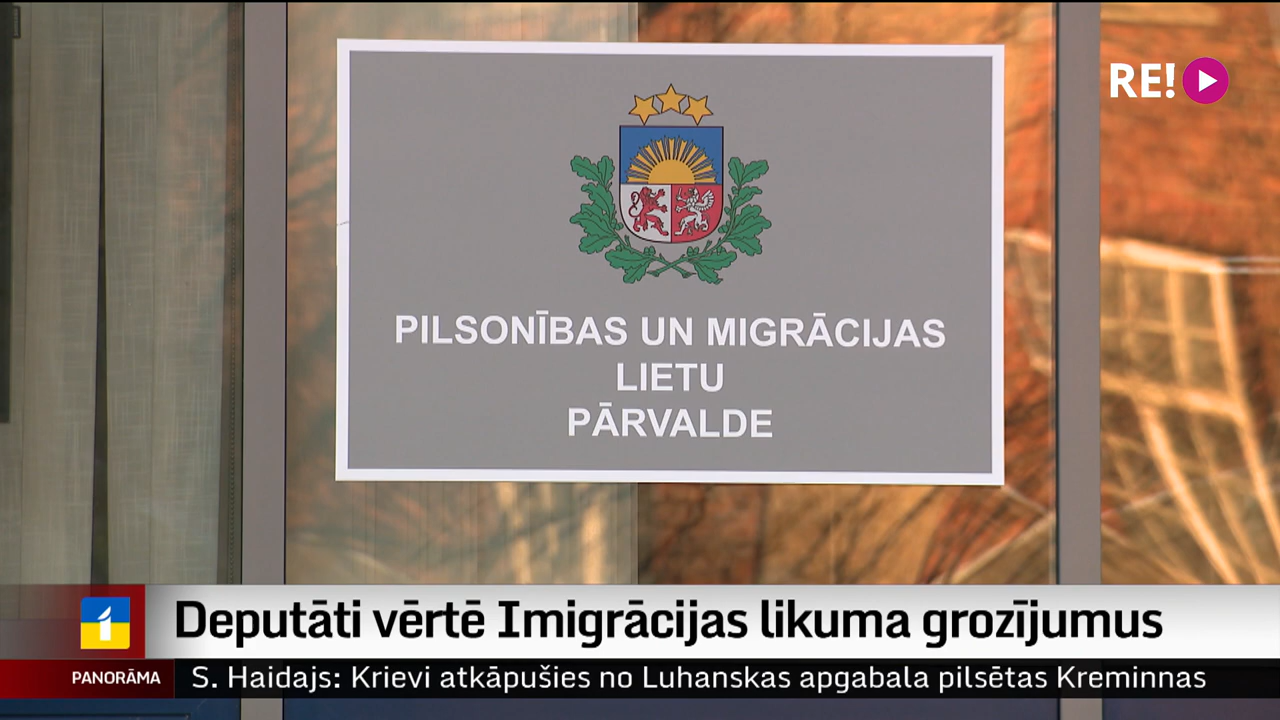 RE!
PILSONĪBAS UN MIGRĀCIJAS
LIETU
PĀRVALDE
1
Deputāti vērtē Imigrācijas likuma grozījumus
PANORĀMA
S. Haidajs: Krievi atkāpušies no Luhanskas apgabala pilsētas Kreminnas